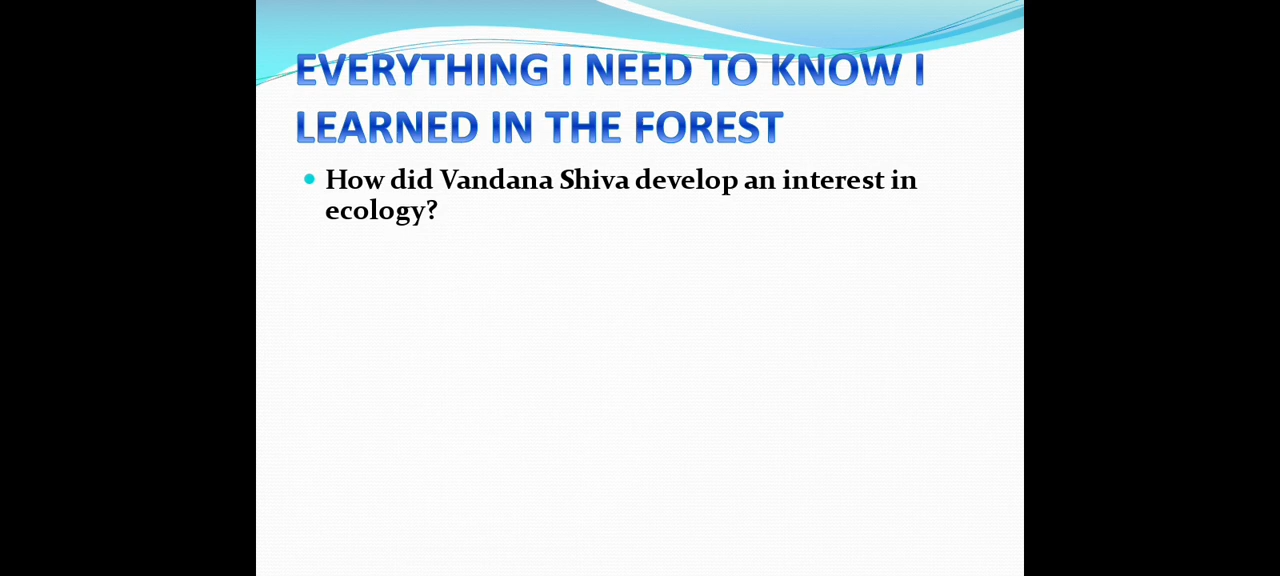 EVERYTHING I NEED TO KNOW I
LEARNED IN THE FOREST
• How did Vandana Shiva develop an interest in
ecology?